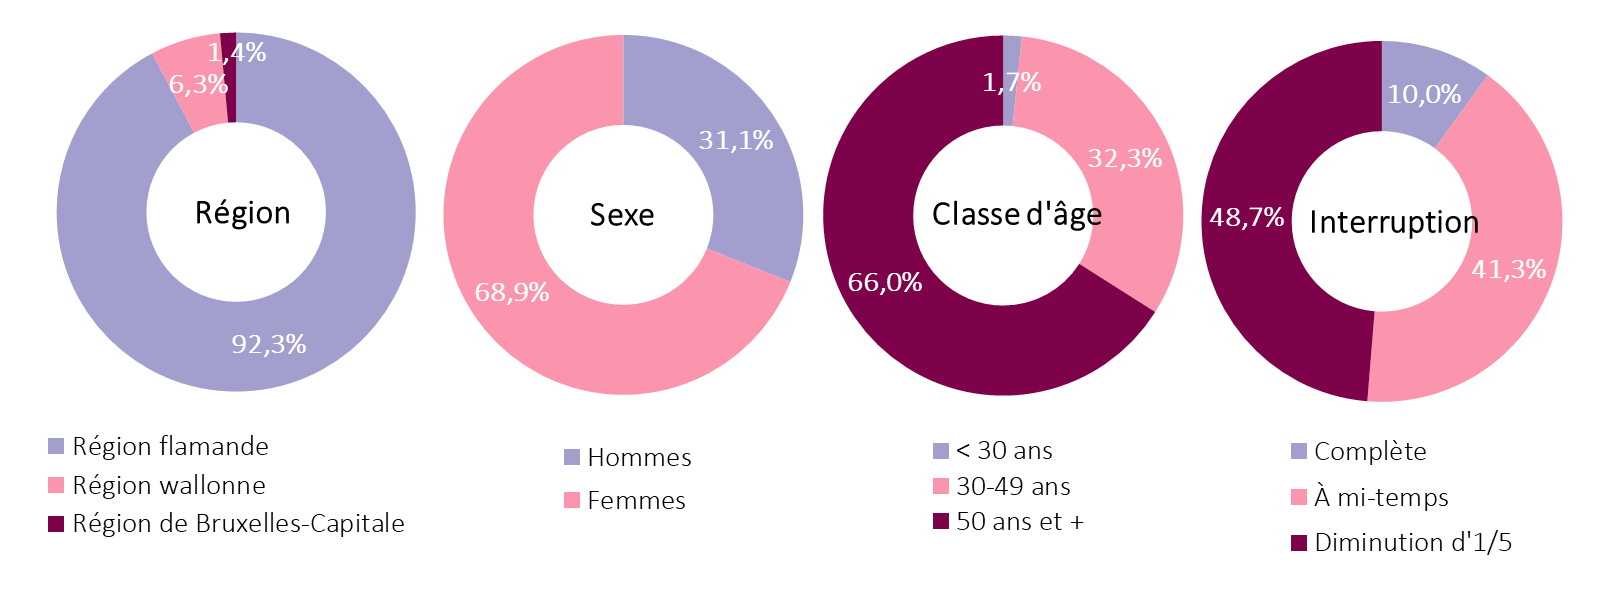 1,4%
6,3%
Région
92,3%
Région flamande
Région wallonne
Région de Bruxelles-Capitale
31,1%
Sexe
68,9%
Hommes
Femmes
1,7%
32,3%
Classe d'âge
66,0%
< 30 ans
30-49 ans
50 ans et +
10,0%
48,7%
Interruption
41,3%
Complète
À mi-temps
Diminution d'1/5